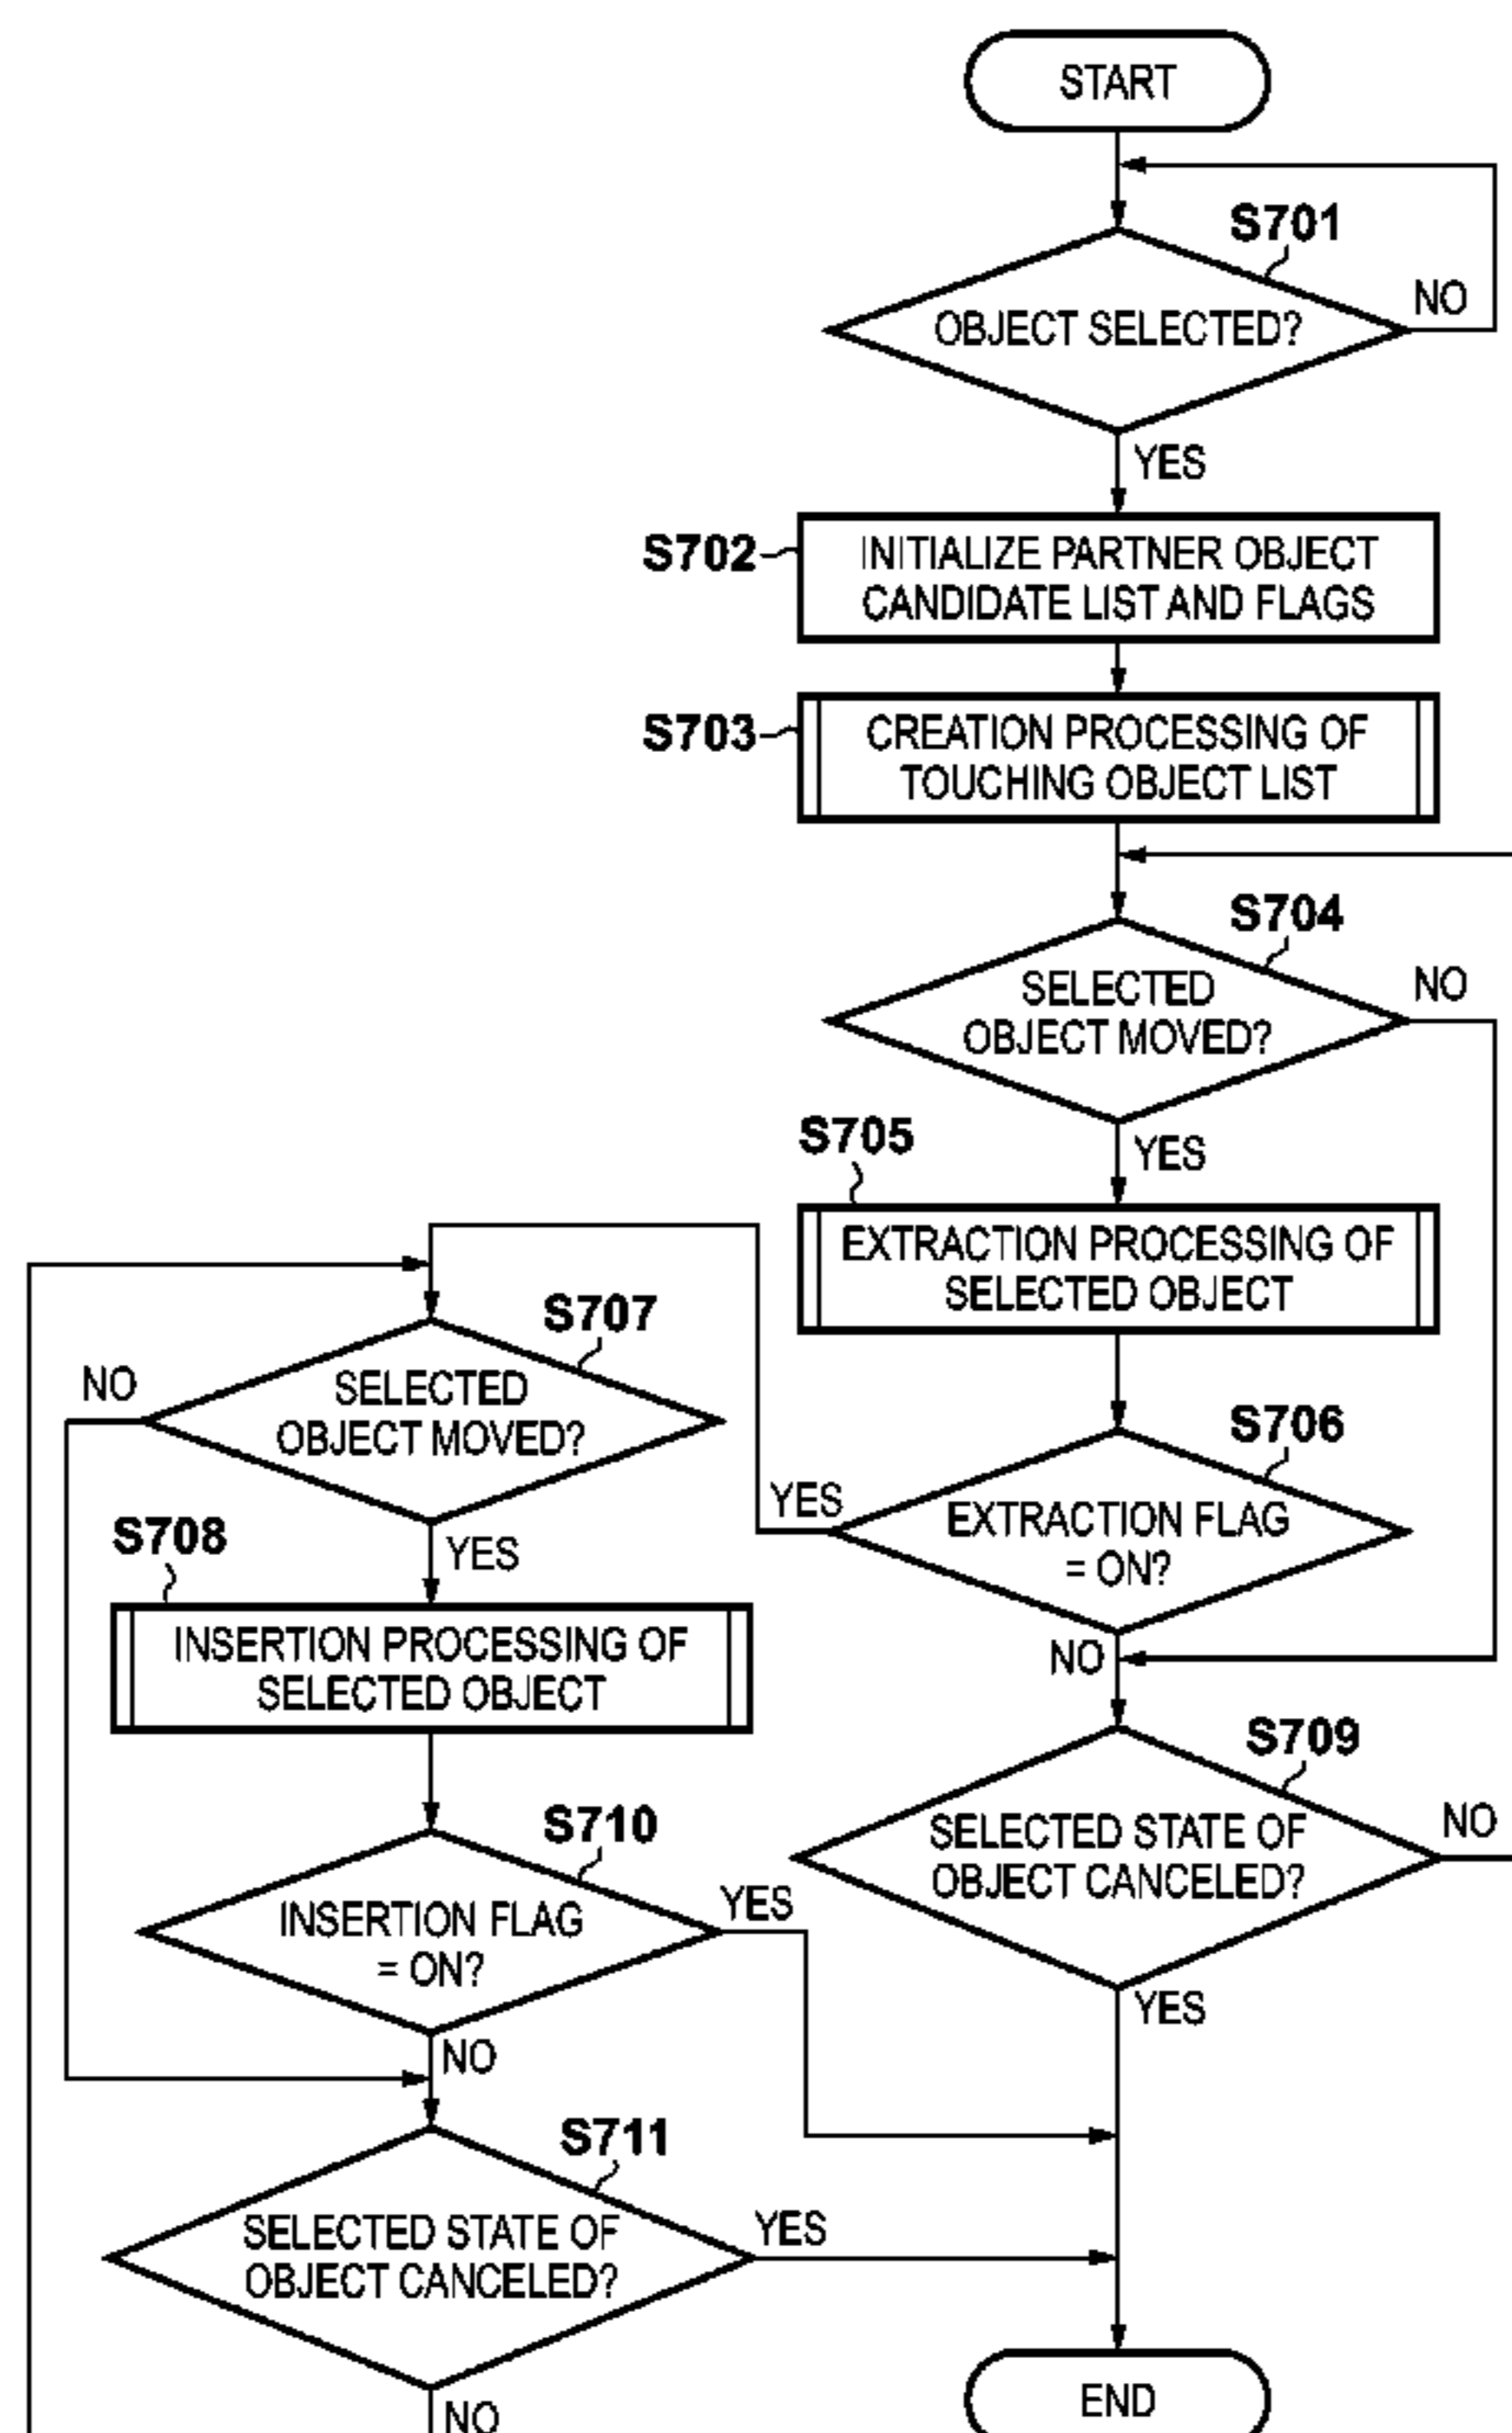 START
S701
OBJECT SELECTED?
NO
YES
S702
INITIALIZE PARTNER OBJECT
CANDIDATE LIST AND FLAGS
S703
CREATION PROCESSING OF
TOUCHING OBJECT LIST
S704
SELECTED
OBJECT MOVED?
NO
YES
S705
EXTRACTION PROCESSING OF
SELECTED OBJECT
S706
EXTRACTION FLAG
= ON?
YES
NO
S707
SELECTED
OBJECT MOVED?
NO
YES
S708
INSERTION PROCESSING OF
SELECTED OBJECT
S709
SELECTED STATE OF
OBJECT CANCELED?
NO
YES
S710
INSERTION FLAG
= ON?
YES
NO
S711
SELECTED STATE OF
OBJECT CANCELED?
YES
NO
END